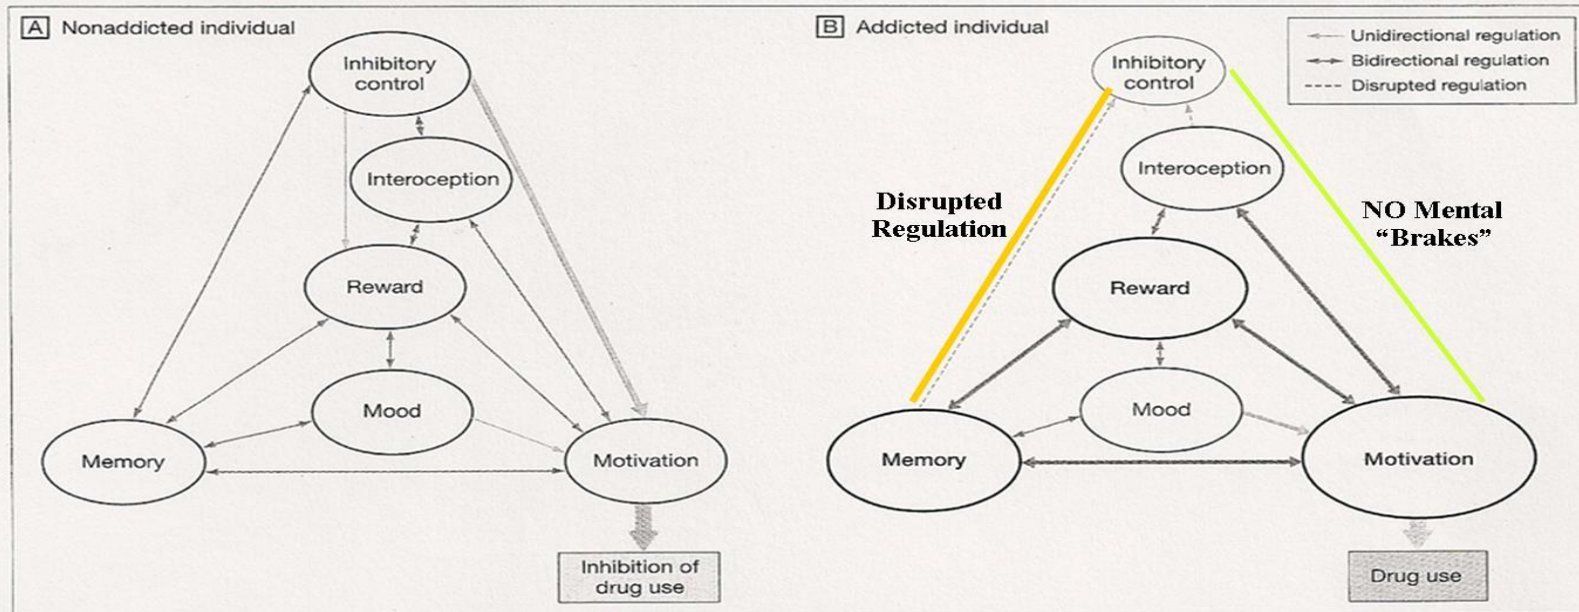 A Nonaddicted individual
Inhibitory
control
Interoception
Reward
Mood
Memory
Motivation
Inhibition of
drug use
B Addicted individual
Unidirectional regulation
Bidirectional regulation
Disrupted regulation
Inhibitory
control
Interoception
Disrupted
Regulation
NO Mental
“Brakes”
Reward
Mood
Memory
Motivation
Drug use